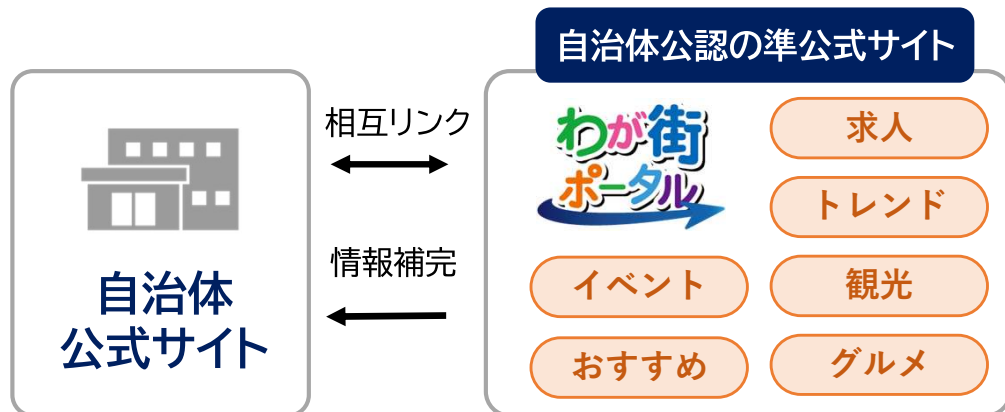 自治体公認の準公式サイト
相互リンク
情報補完
自治体
公式サイト
わが街
ポータル
求人
トレンド
イベント
観光
おすすめ
グルメ